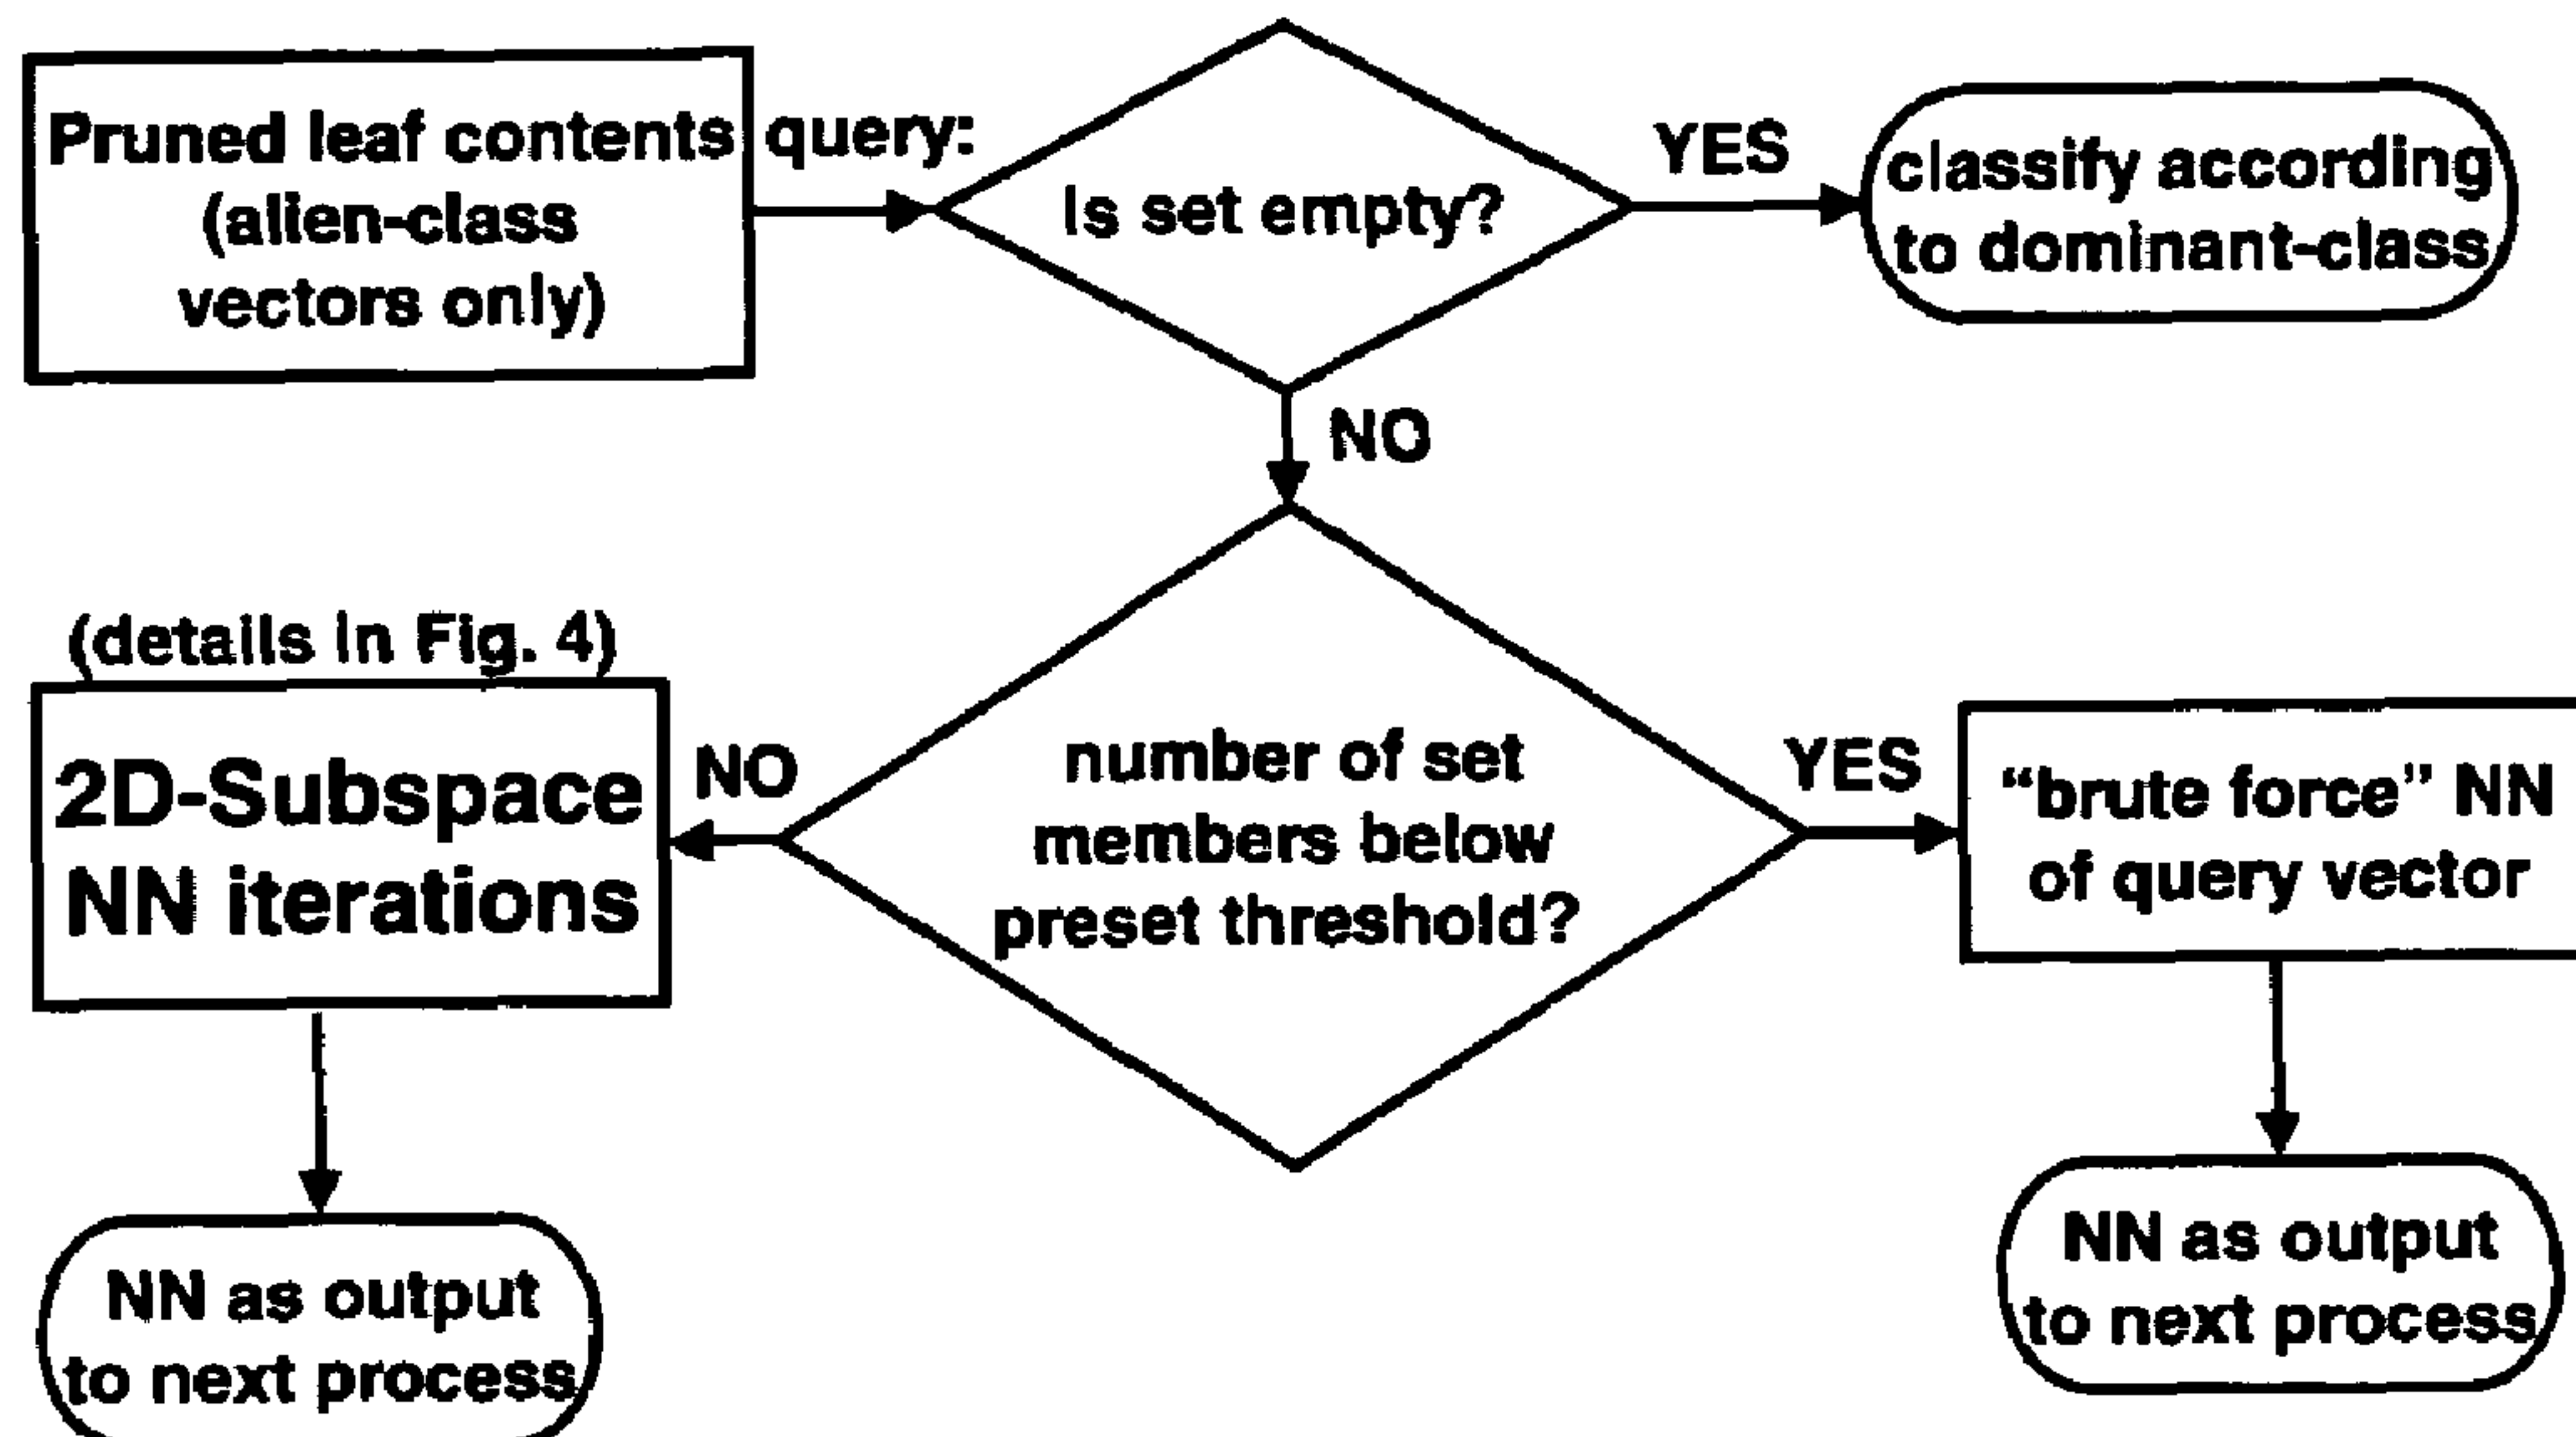 Pruned leaf contents
(alien-class
vectors only)
query:
Is set empty?
YES
classify according
to dominant-class
NO
number of set
members below
preset threshold?
NO
(details in Fig. 4)
2D-Subspace
NN iterations
NN as output
to next process
YES
“brute force” NN
of query vector
NN as output
to next process